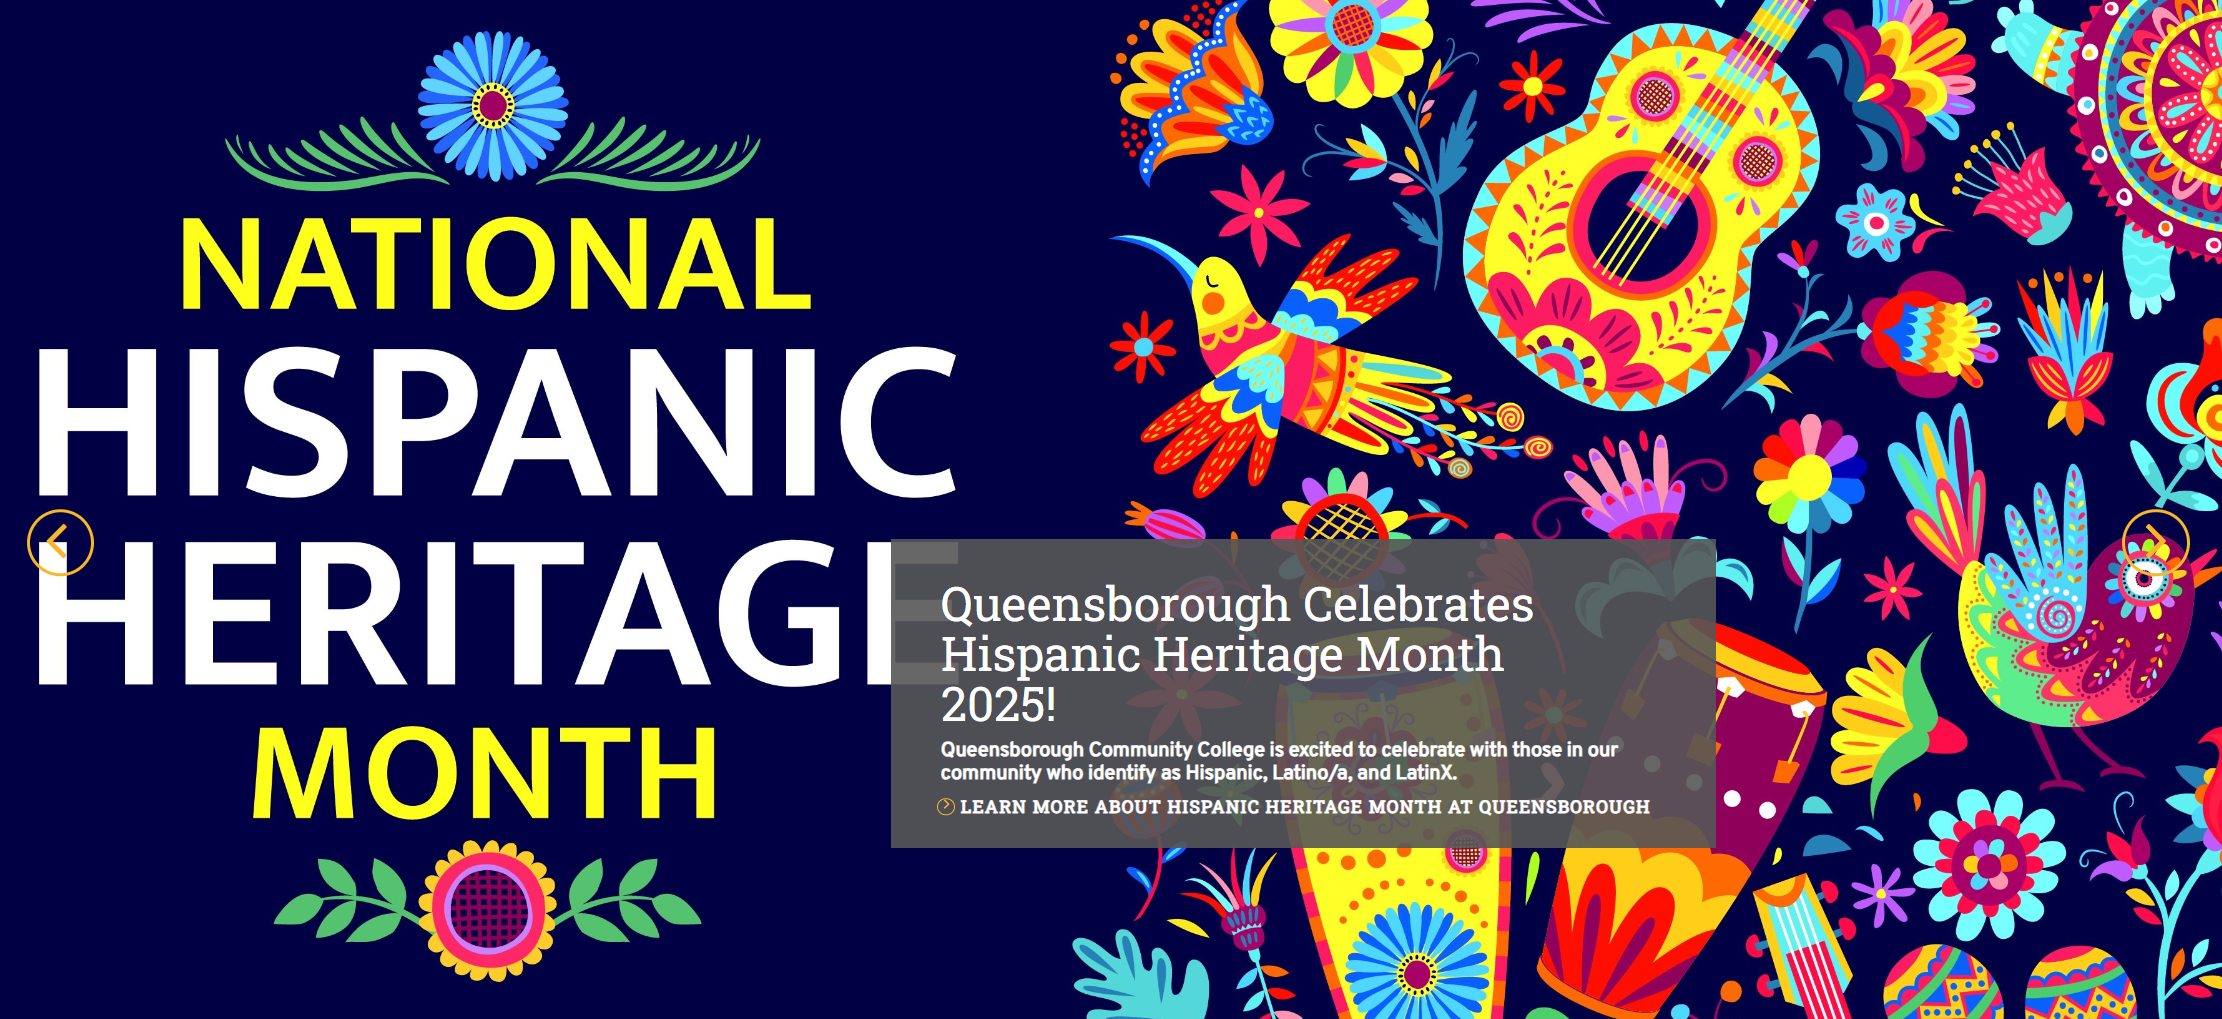 NATIONAL
HISPANIC
HERITAGE
MONTH
Queensborough Celebrates
Hispanic Heritage Month
2025!
Queensborough Community College is excited to celebrate with those in our
community who identify as Hispanic, Latino/a, and LatinX.
LEARN MORE ABOUT HISPANIC HERITAGE MONTH AT QUEENSBOROUGH